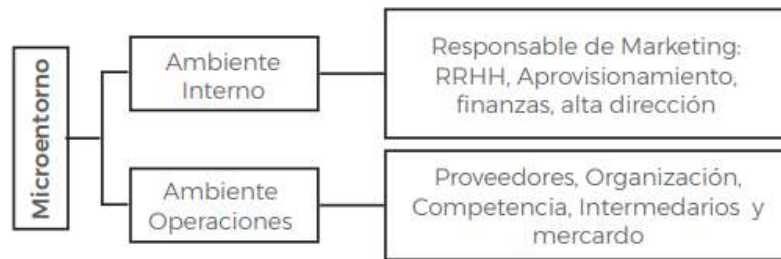 Microentorno
Ambiente
Interno
Responsable de Marketing:
RRHH, Aprovisionamiento,
finanzas, alta dirección
Ambiente
Operaciones
Proveedores, Organización,
Competencia, Intermedarios y
mercardo